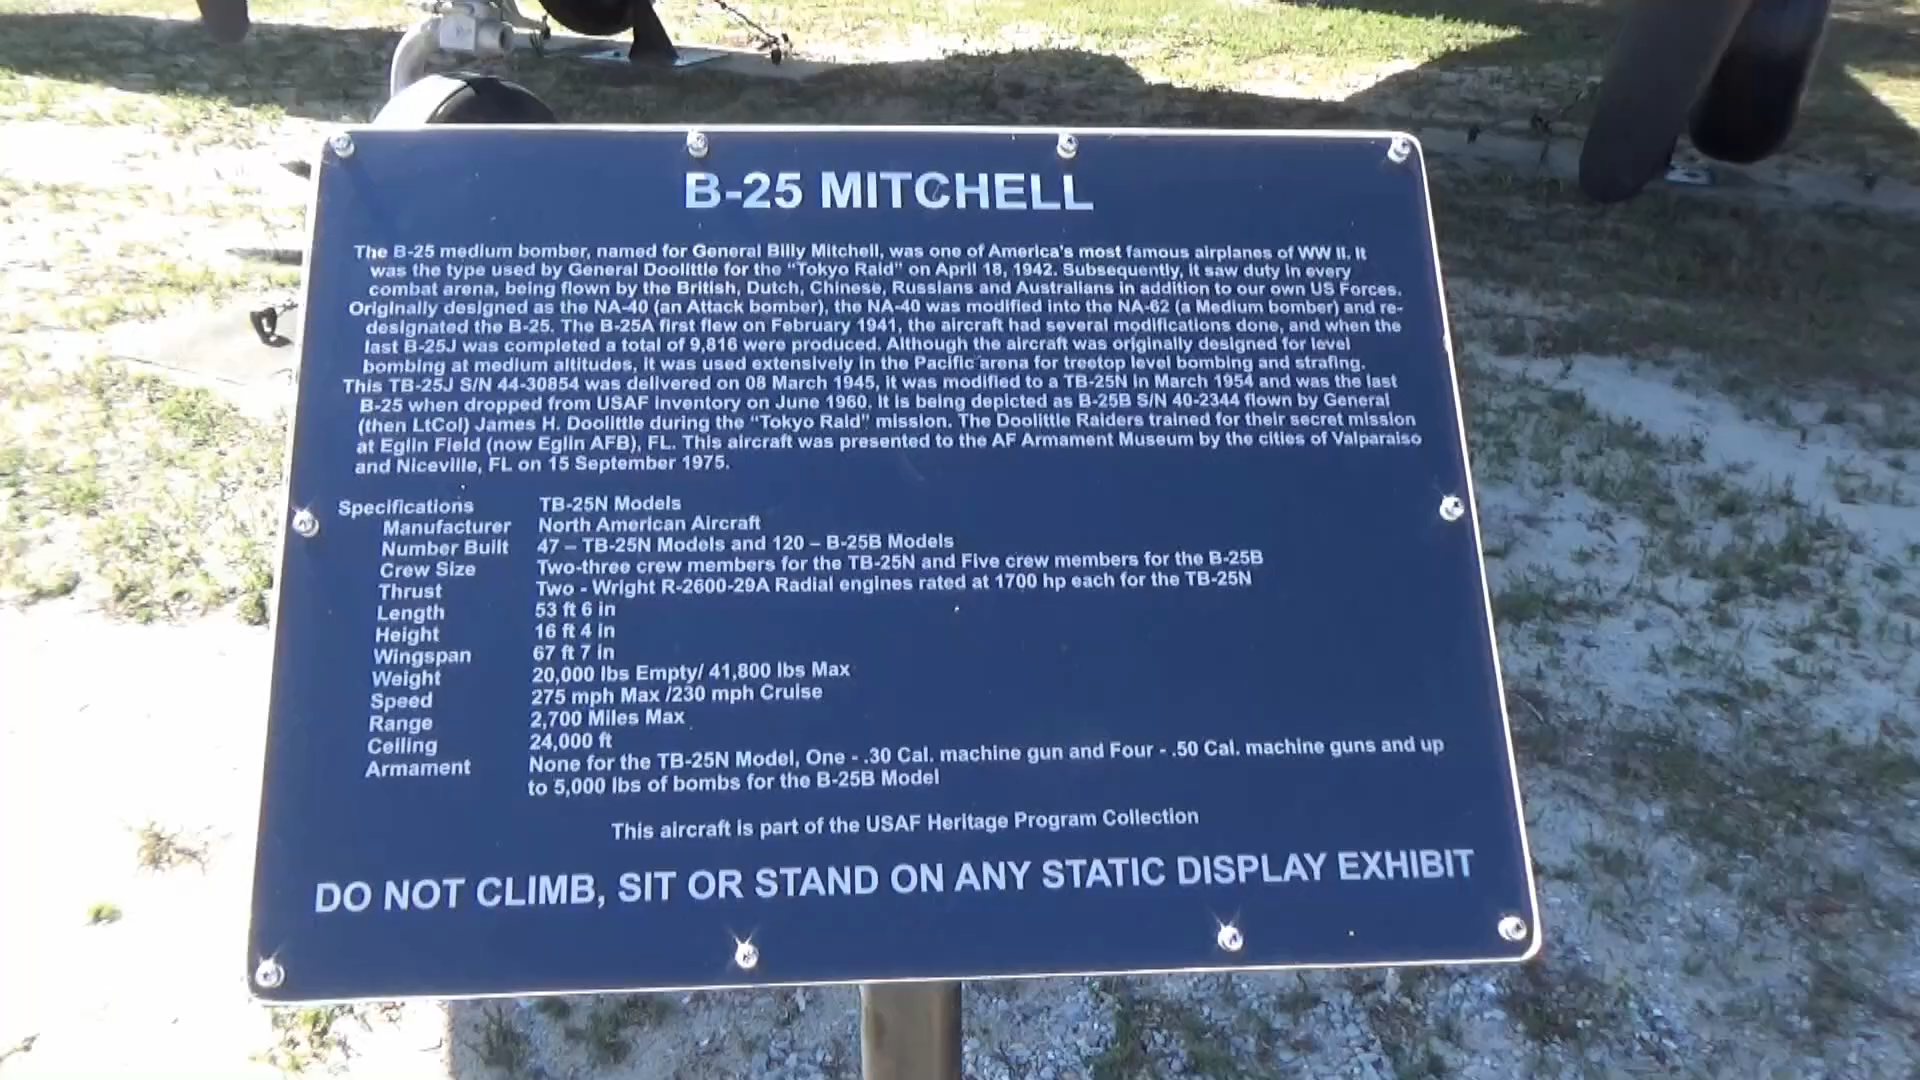 B-25 MITCHELL
The B-25 medium bomber, named for General Billy Mitchell, was one of America's most famous airplanes of WW II. It
was the type used by General Doolittle for the “Tokyo Raid” on April 18, 1942. Subsequently, it saw duty in every
combat arena, being flown by the British, Dutch, Chinese, Russians and Australians in addition to our own US Forces.
Originally designed as the NA-40 (an Attack bomber), the NA-40 was modified into the NA-62 (a Medium bomber) and re-
designated the B-25. The B-25A first flew on February 1941, the aircraft had several modifications done, and when the
last B-25J was completed a total of 9,816 were produced. Although the aircraft was originally designed for level
bombing at medium altitudes, it was used extensively in the Pacific arena for treetop level bombing and strafing.
This TB-25J S/N 44-30854 was delivered on 08 March 1945, it was modified to a TB-25N in March 1954 and was the last
B-25 when dropped from USAF inventory on June 1960. It is being depicted as B-25B S/N 40-2344 flown by General
(then LtCol) James H. Doolittle during the “Tokyo Raid” mission. The Doolittle Raiders trained for their secret mission
at Eglin Field (now Eglin AFB), FL. This aircraft was presented to the AF Armament Museum by the cities of Valparaiso
and Niceville, FL on 15 September 1975.
Specifications TB-25N Models
Manufacturer North American Aircraft
Number Built 47 – TB-25N Models and 120 – B-25B Models
Crew Size Two-three crew members for the TB-25N and Five crew members for the B-25B
Thrust Two - Wright R-2600-29A Radial engines rated at 1700 hp each for the TB-25N
Length 53 ft 6 in
Height 16 ft 4 in
Wingspan 67 ft 7 in
Weight 20,000 lbs Empty/ 41,800 lbs Max
Speed 275 mph Max /230 mph Cruise
Range 2,700 Miles Max
Ceiling 24,000 ft
Armament None for the TB-25N Model, One - .30 Cal. machine gun and Four - .50 Cal. machine guns and up
to 5,000 lbs of bombs for the B-25B Model
This aircraft is part of the USAF Heritage Program Collection
DO NOT CLIMB, SIT OR STAND ON ANY STATIC DISPLAY EXHIBIT